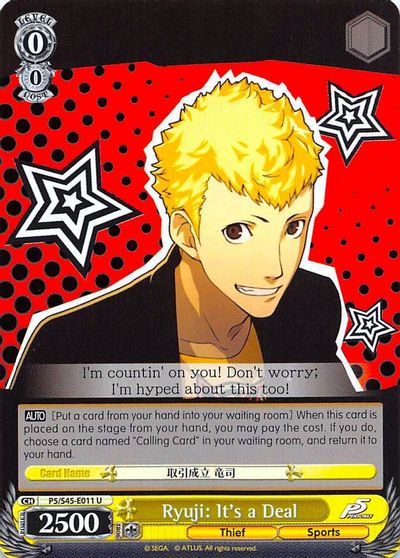 LEVEL
0
0
COST
I'm countin' on you! Don't worry;
I'm hyped about this too!
AUTO [Put a card from your hand into your waiting room] When this card is
placed on the stage from your hand, you may pay the cost. If you do,
choose a card named "Calling Card" in your waiting room, and return it
to your hand.
Card Name 取引成立 竜司
CH P5/S45-E011 U
POWER 2500 Ryuji: It's a Deal
Thief Sports
© SEGA. © ATLUS. All rights reserved.